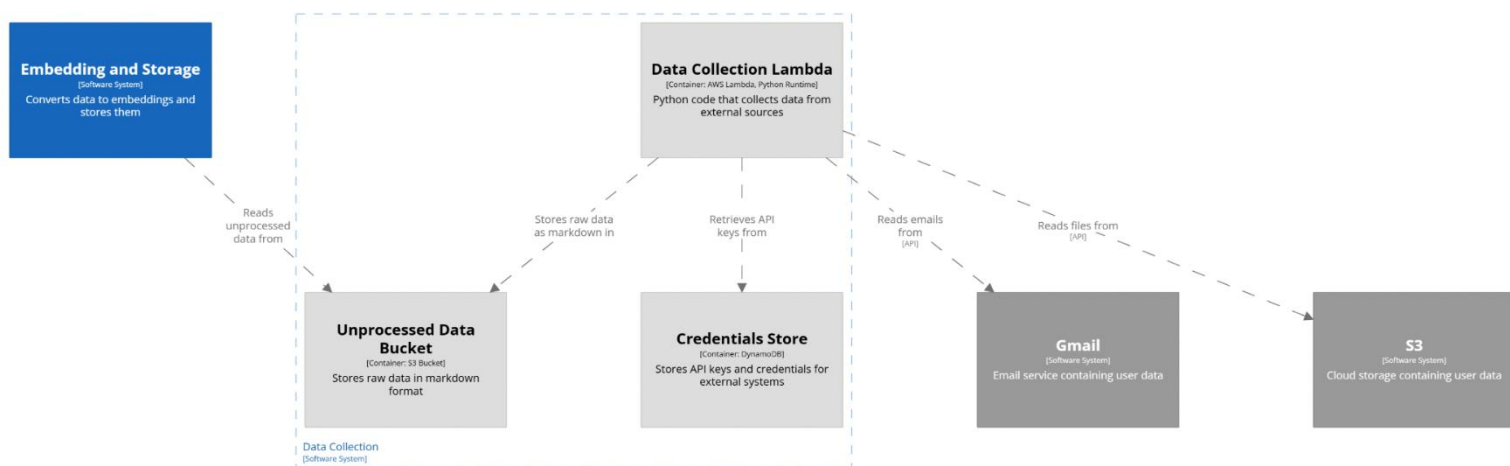 Embedding and Storage
[Software System]
Converts data to embeddings and
stores them
Data Collection Lambda
[Container: AWS Lambda, Python Runtime]
Python code that collects data from
external sources
Reads
unprocessed
data from
Stores raw data
as markdown in
Retrieves API
keys from
Reads emails
from
[API]
Reads files from
[API]
Unprocessed Data
Bucket
[Container: S3 Bucket]
Stores raw data in markdown
format
Credentials Store
[Container: DynamoDB]
Stores API keys and credentials for
external systems
Gmail
[Software System]
Email service containing user data
S3
[Software System]
Cloud storage containing user data
Data Collection
[Software System]